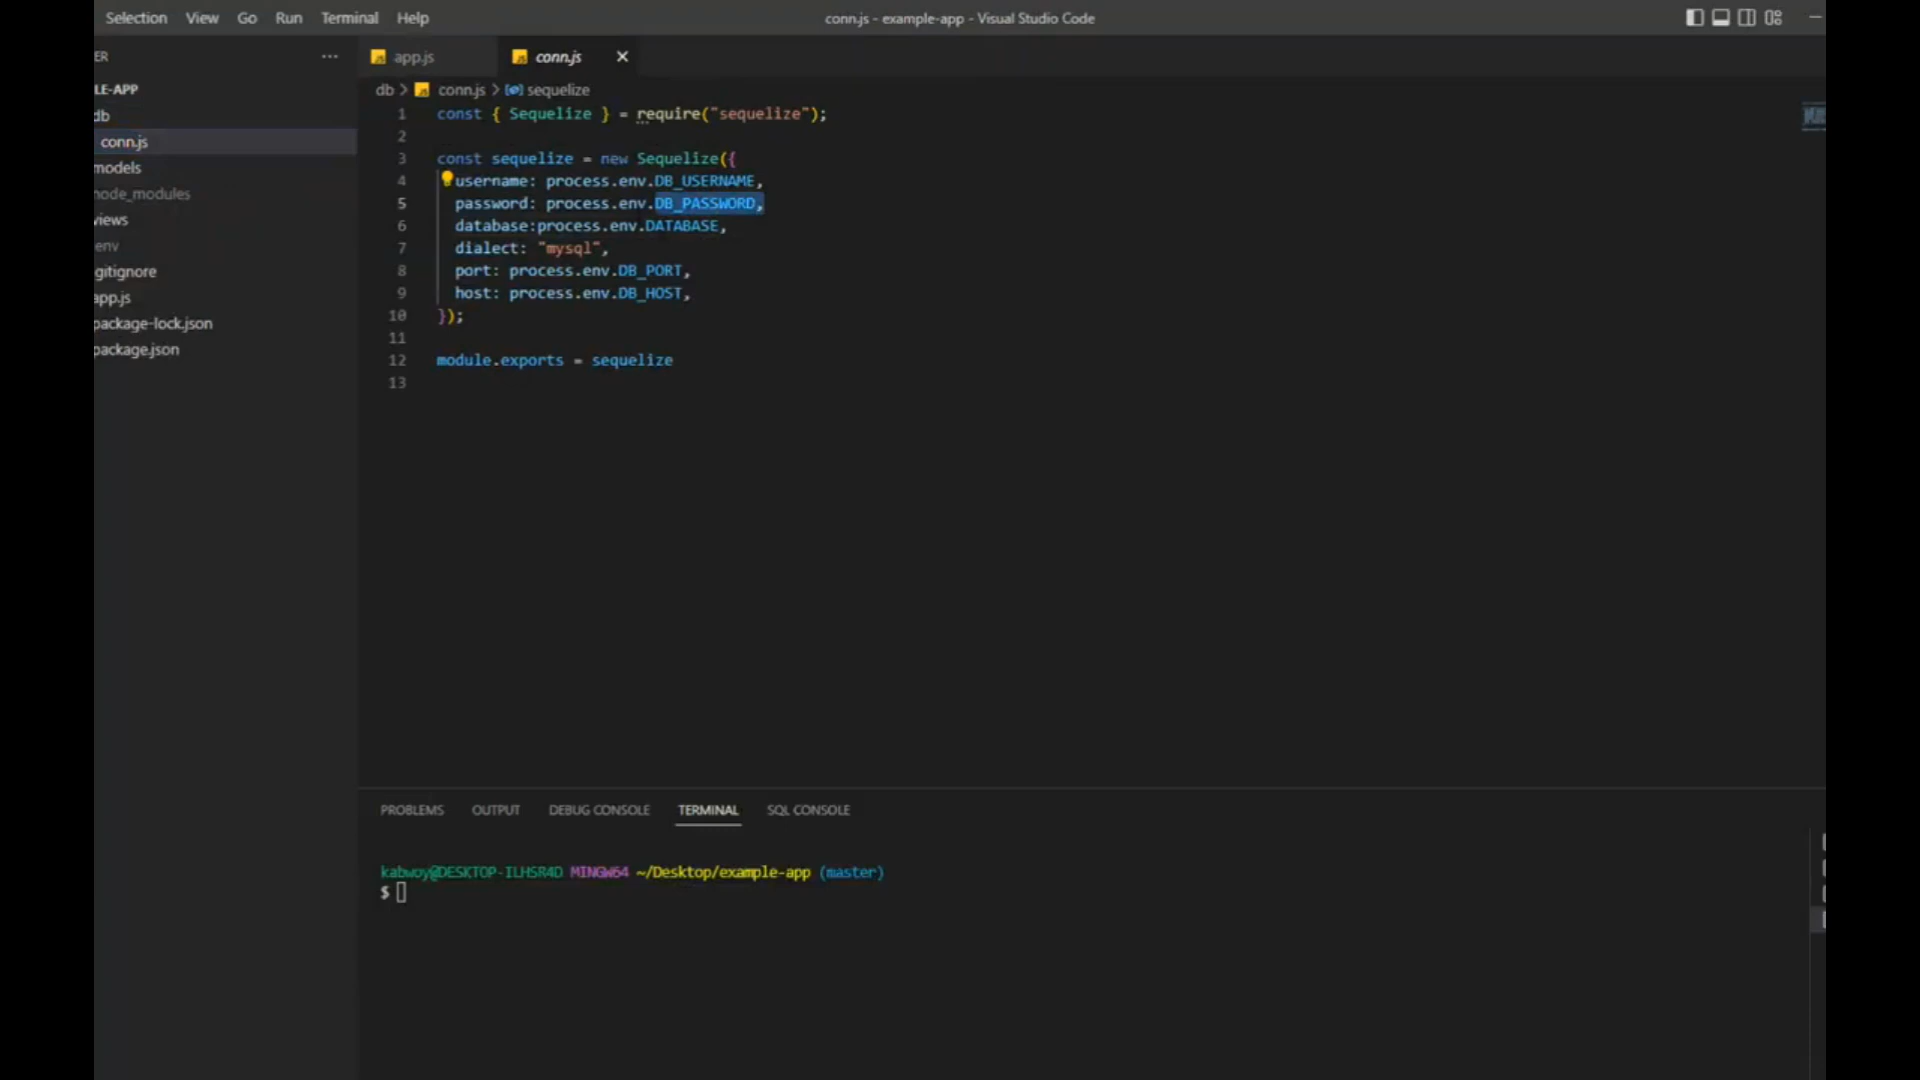 Selection View Go Run Terminal Help
conn.js - example-app - Visual Studio Code
ER
LE-APP
db
conn.js
models
node_modules
views
env
gitignore
app.js
package-lock.json
package.json
app.js
conn.js
db > conn.js > sequelize
1 const { Sequelize } = require("sequelize");
2
3 const sequelize = new Sequelize({
4 username: process.env.DB_USERNAME,
5 password: process.env.DB_PASSWORD,
6 database:process.env.DATABASE,
7 dialect: "mysql",
8 port: process.env.DB_PORT,
9 host: process.env.DB_HOST,
10 });
11
12 module.exports = sequelize
13
PROBLEMS OUTPUT DEBUG CONSOLE TERMINAL SQL CONSOLE
kabwoy@DESKTOP-ILHSR4D MINGW64 ~/Desktop/example-app (master)
$